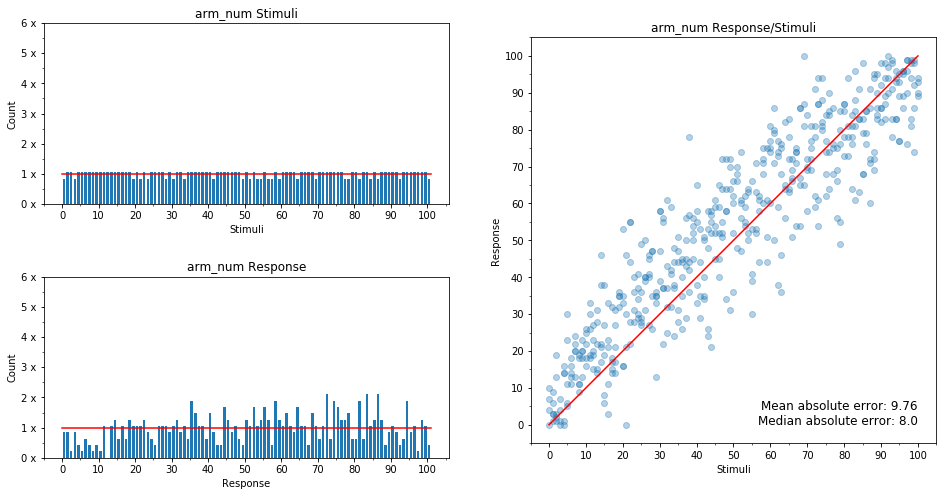 arm_num Stimuli
6 x
5 x
4 x
3 x
2 x
1 x
0 x
Count
0 10 20 30 40 50 60 70 80 90 100
Stimuli
arm_num Response
6 x
5 x
4 x
3 x
2 x
1 x
0 x
Count
0 10 20 30 40 50 60 70 80 90 100
Response
arm_num Response/Stimuli
100
90
80
70
60
50
40
30
20
10
0
Response
Mean absolute error: 9.76
Median absolute error: 8.0
0 10 20 30 40 50 60 70 80 90 100
Stimuli